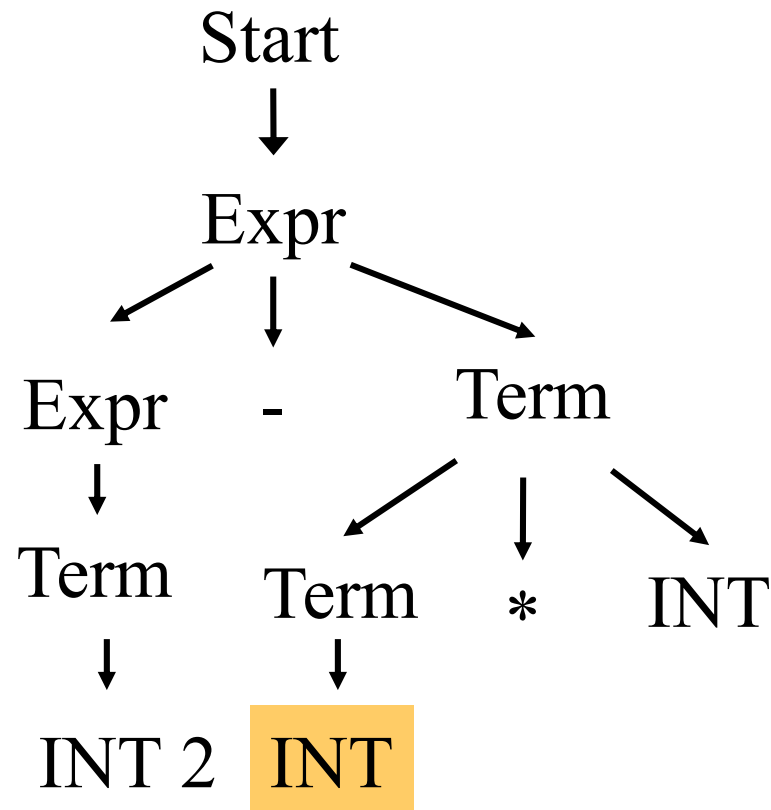 Start
Expr
Expr - Term
Term Term * INT
INT 2 INT